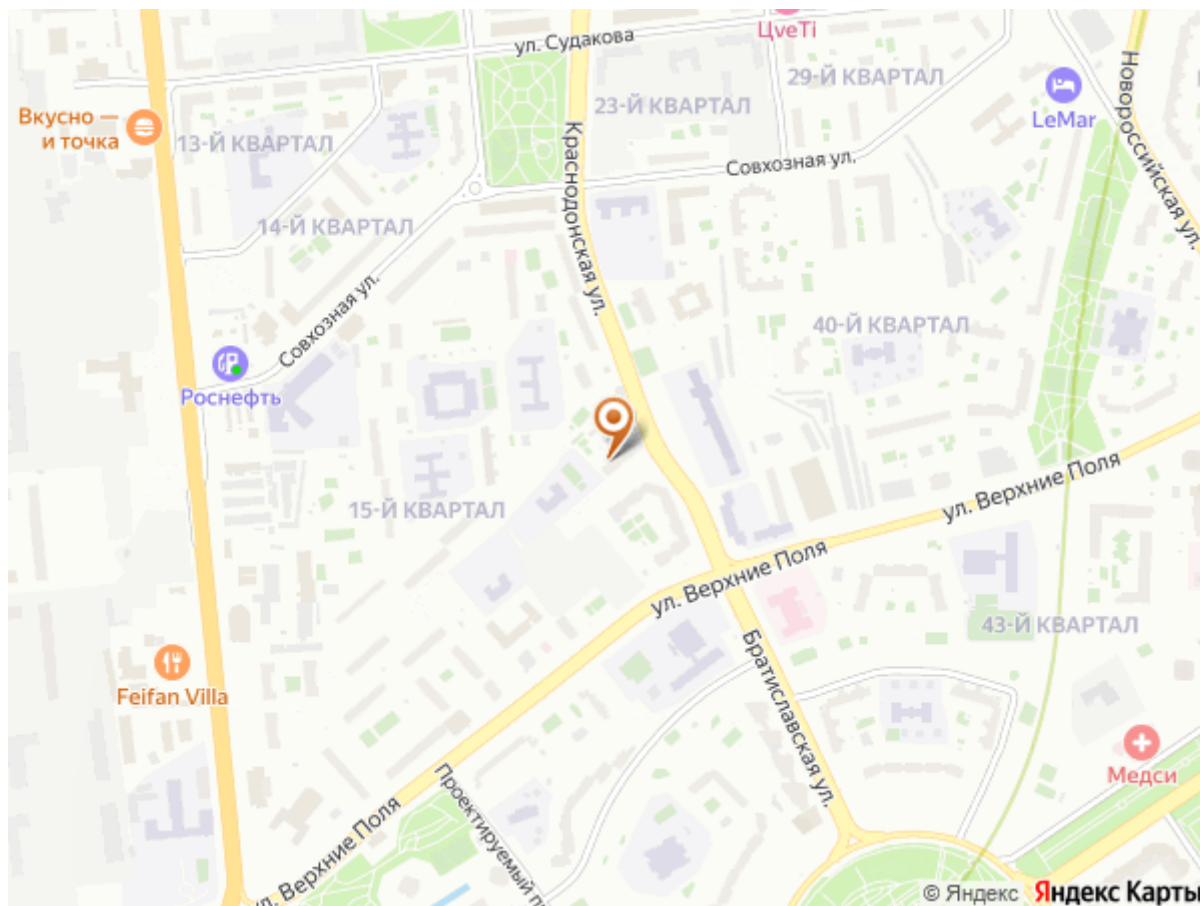 ЦveTi
ул. Судакова
29-Й КВАРТАЛ
Новороссийская ул.
Вкусно —
и точка
23-Й КВАРТАЛ
LeMar
13-Й КВАРТАЛ
Краснодонская ул.
Совхозная ул.
14-Й КВАРТАЛ
Совхозная ул.
40-Й КВАРТАЛ
Роснефть
15-Й КВАРТАЛ
ул. Верхние Поля
ул. Верхние Поля
43-Й КВАРТАЛ
Feifan Villa
Братиславская ул.
Медси
Проектируемый
ул. Верхние Поля
© Яндекс Яндекс Карты